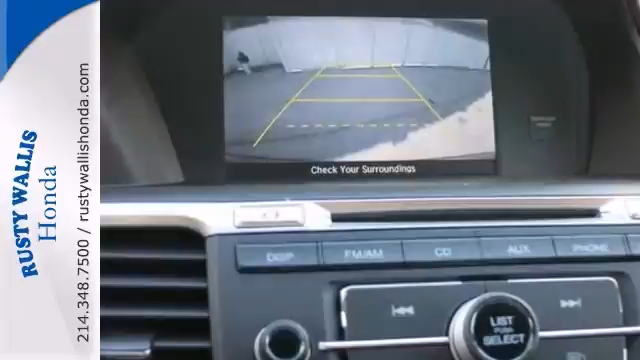 RUSTY WALLIS
Honda
214.348.7500 / rustywallishonda.com
Check Your Surroundings
DISP
FM/AM
CD
AUX
PHONE
LIST
PUSH
SELECT